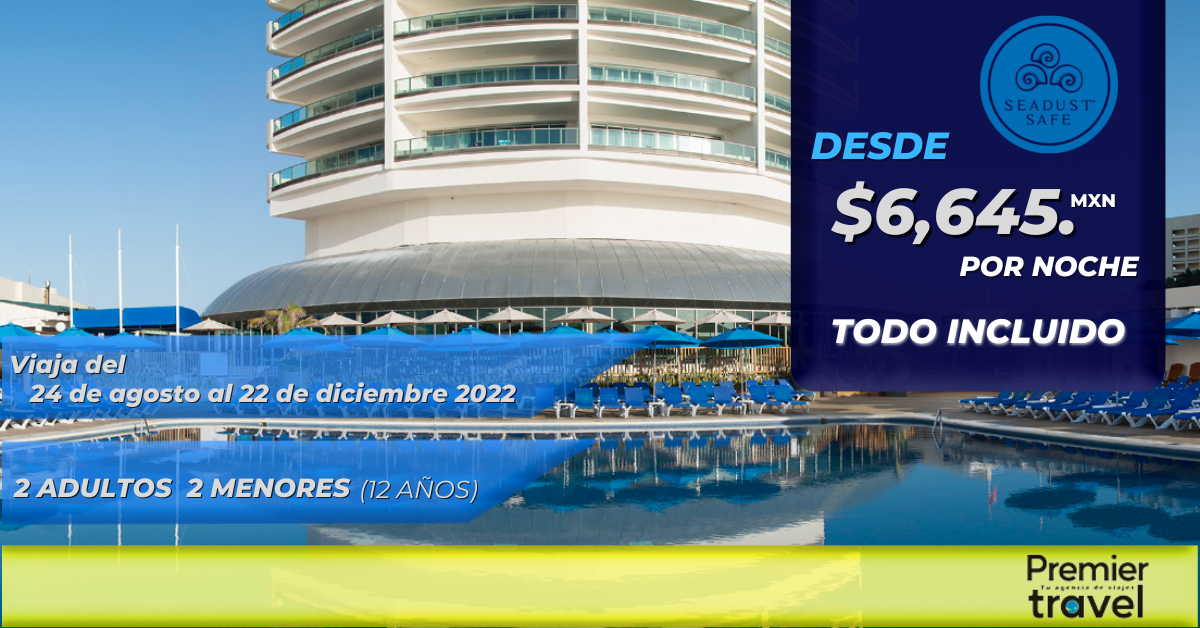 SEADUST
SAFE
DESDE
$6,645. MXN
POR NOCHE
TODO INCLUIDO
Viaja del
24 de agosto al 22 de diciembre 2022
2 ADULTOS 2 MENORES (12 AÑOS)
Premier
Tu agencia de viajes
travel